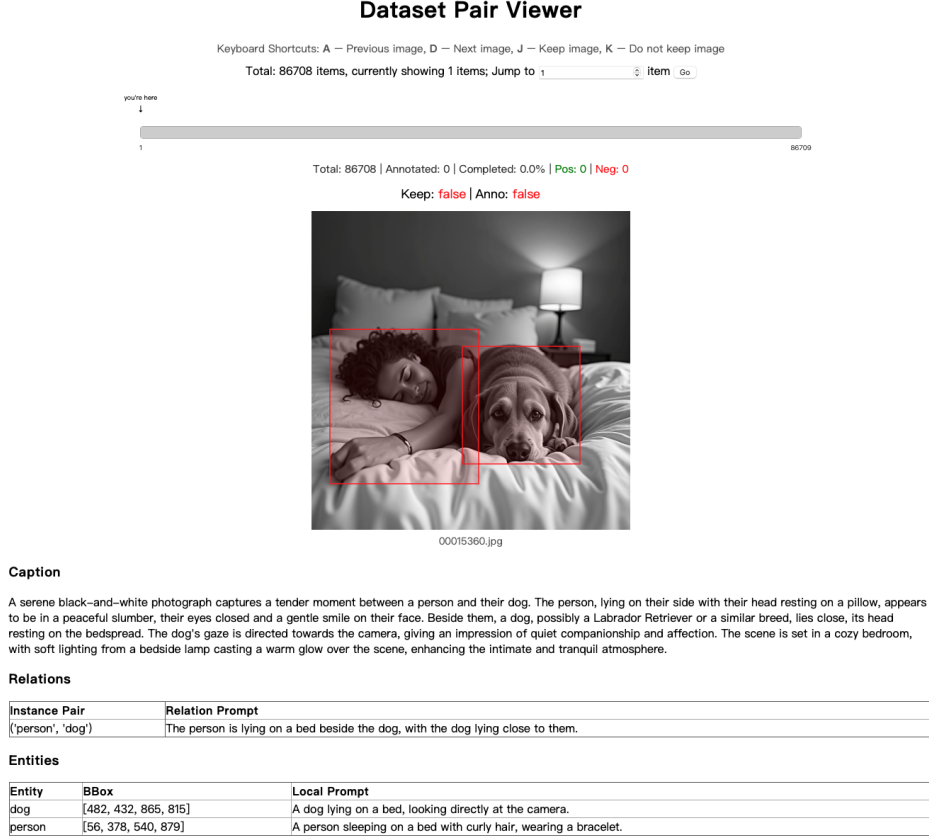 Dataset Pair Viewer
Keyboard Shortcuts: A — Previous image, D — Next image, J — Keep image, K — Do not keep image
Total: 86708 items, currently showing 1 items; Jump to 1 item Go
you're here
↓
1 86709
Total: 86708 | Annotated: 0 | Completed: 0.0% | Pos: 0 | Neg: 0
Keep: false | Anno: false
00015360.jpg
Caption
A serene black-and-white photograph captures a tender moment between a person and their dog. The person, lying on their side with their head resting on a pillow, appears
to be in a peaceful slumber, their eyes closed and a gentle smile on their face. Beside them, a dog, possibly a Labrador Retriever or a similar breed, lies close, its head
resting on the bedspread. The dog's gaze is directed towards the camera, giving an impression of quiet companionship and affection. The scene is set in a cozy bedroom,
with soft lighting from a bedside lamp casting a warm glow over the scene, enhancing the intimate and tranquil atmosphere.
Relations
Instance Pair Relation Prompt
('person', 'dog') The person is lying on a bed beside the dog, with the dog lying close to them.
Entities
Entity BBox Local Prompt
dog [482, 432, 865, 815] A dog lying on a bed, looking directly at the camera.
person [56, 378, 540, 879] A person sleeping on a bed with curly hair, wearing a bracelet.